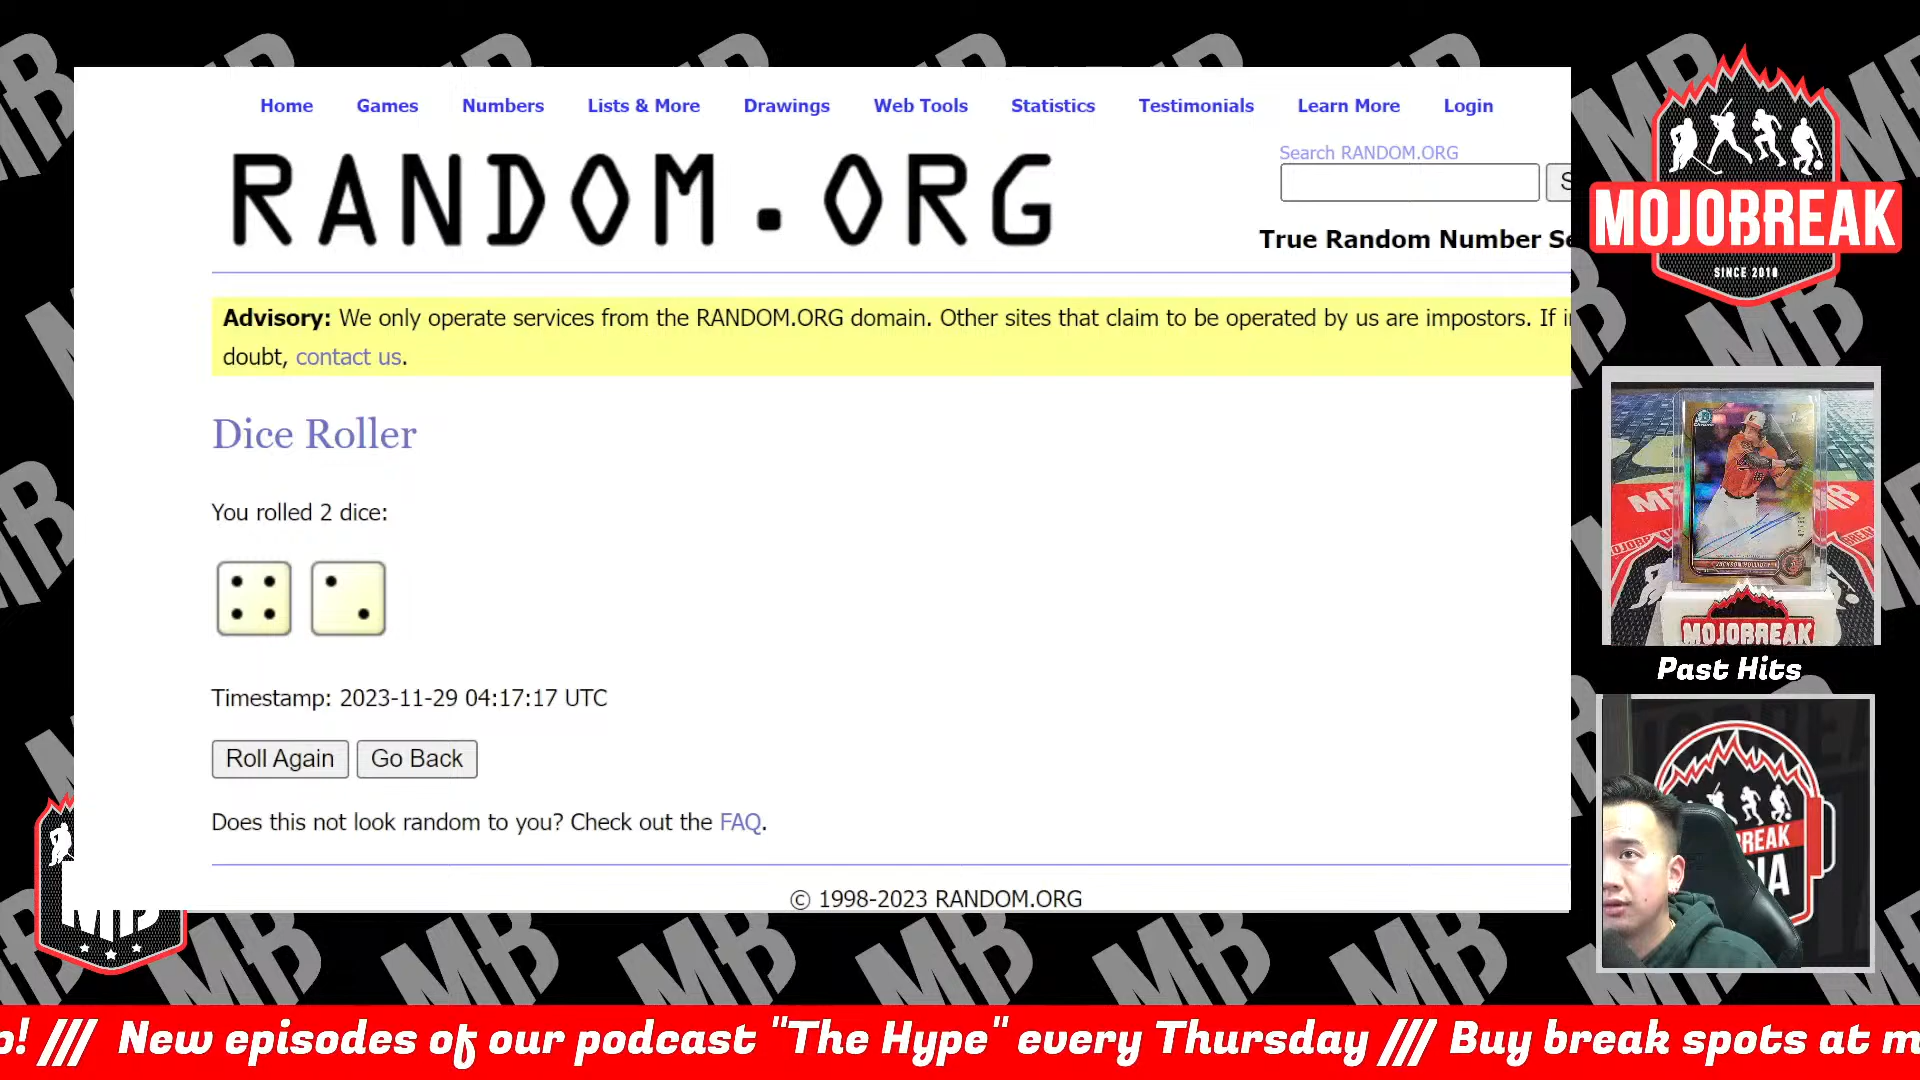 Home Games Numbers Lists & More Drawings Web Tools Statistics Testimonials Learn More Login
RANDOM.ORG
Search RANDOM.ORG
True Random Number Se
Advisory: We only operate services from the RANDOM.ORG domain. Other sites that claim to be operated by us are impostors. If in
doubt, contact us.
Dice Roller
You rolled 2 dice:
Timestamp: 2023-11-29 04:17:17 UTC
Roll Again Go Back
Does this not look random to you? Check out the FAQ.
© 1998-2023 RANDOM.ORG
MOJOBREAK
SINCE 2010
JACKSON HOLLIDAY
MOJOBREAK
Past Hits
MB
! /// New episodes of our podcast "The Hype" every Thursday /// Buy break spots at m